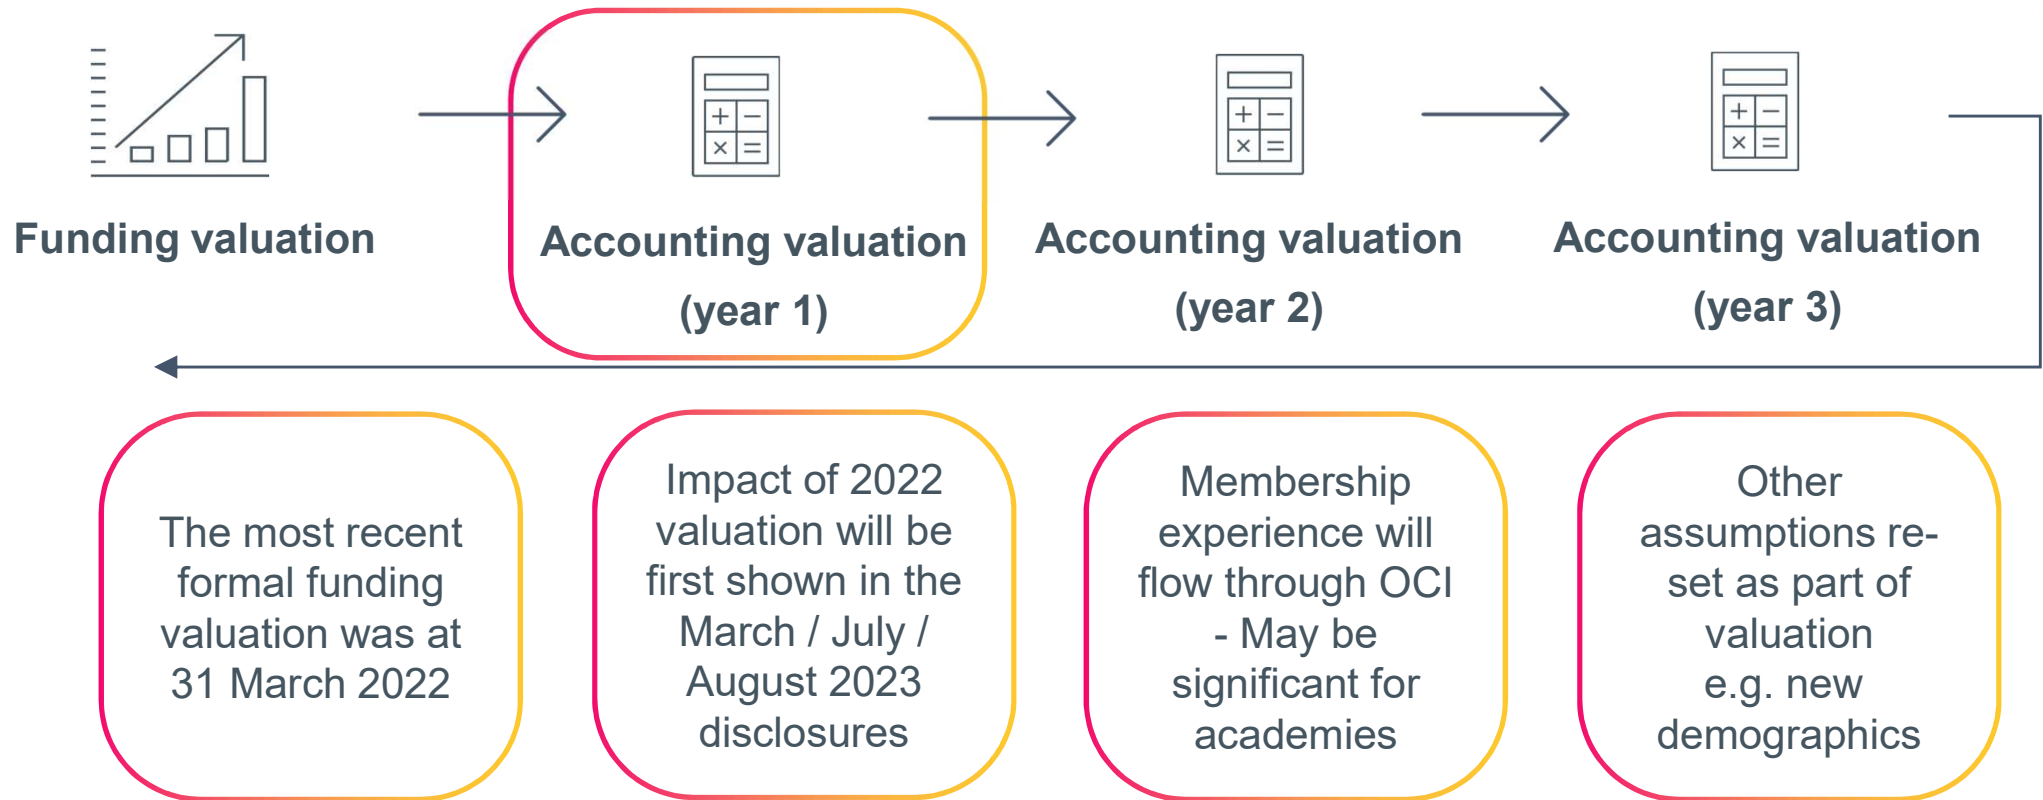 Funding valuation
Accounting valuation
(year 1)
Accounting valuation
(year 2)
Accounting valuation
(year 3)
The most recent
formal funding
valuation was at
31 March 2022
Impact of 2022
valuation will be
first shown in the
March / July /
August 2023
disclosures
Membership
experience will
flow through OCI
- May be
significant for
academies
Other
assumptions re-
set as part of
valuation
e.g. new
demographics